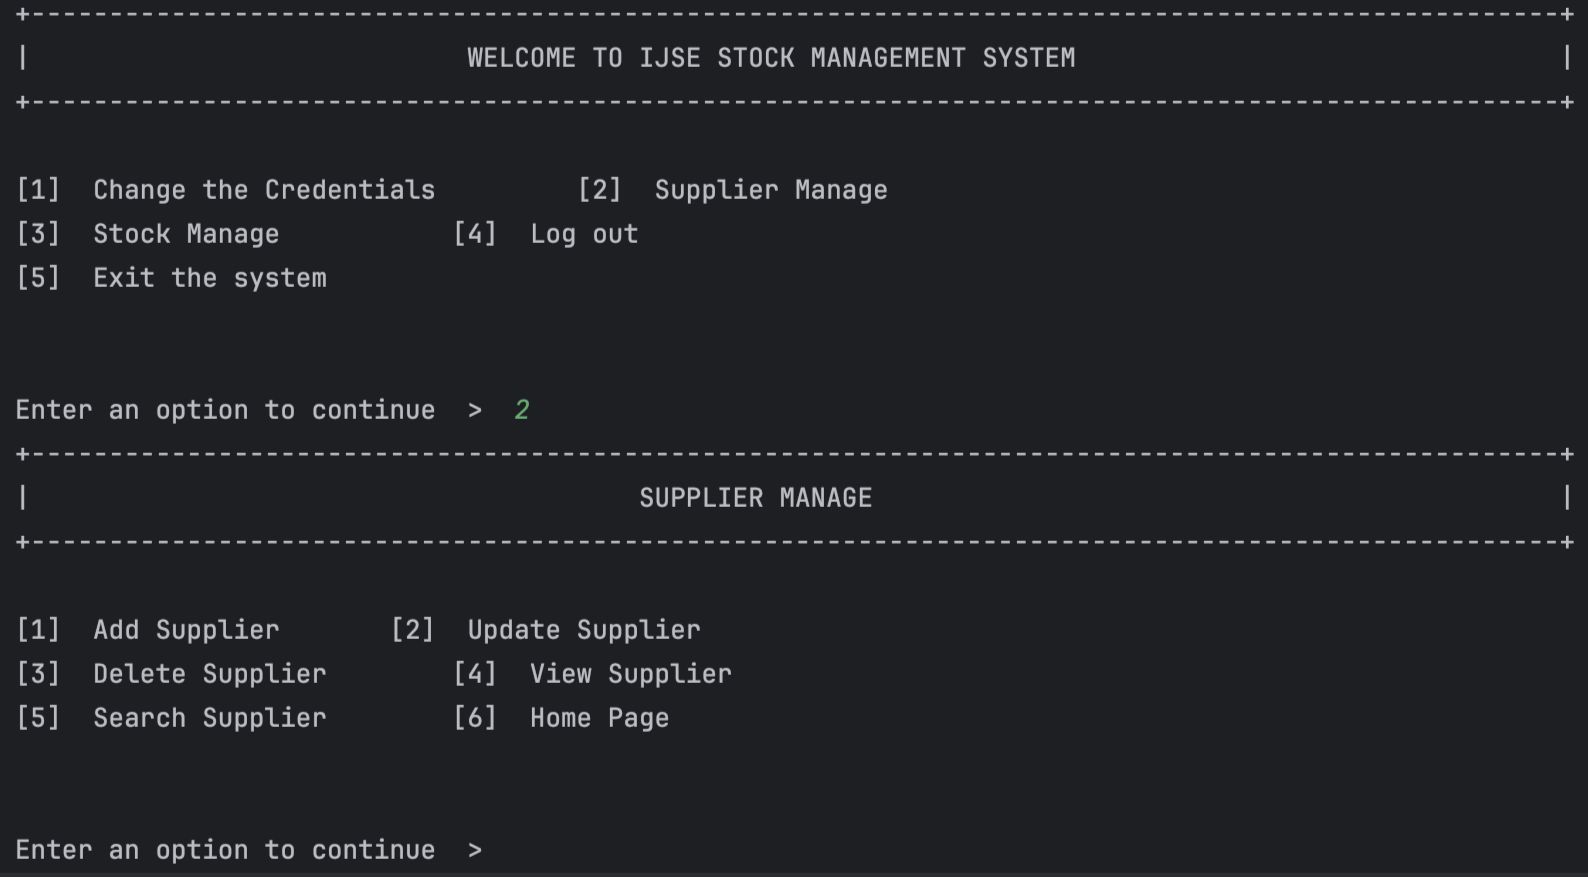 +--------------------------------------------------------------------------------------------------+
|                            WELCOME TO IJSE STOCK MANAGEMENT SYSTEM                               |
+--------------------------------------------------------------------------------------------------+
[1]  Change the Credentials         [2]  Supplier Manage
[3]  Stock Manage           [4]  Log out
[5]  Exit the system
Enter an option to continue  >  2
+--------------------------------------------------------------------------------------------------+
|                                       SUPPLIER MANAGE                                            |
+--------------------------------------------------------------------------------------------------+
[1]  Add Supplier       [2]  Update Supplier
[3]  Delete Supplier        [4]  View Supplier
[5]  Search Supplier        [6]  Home Page
Enter an option to continue  >